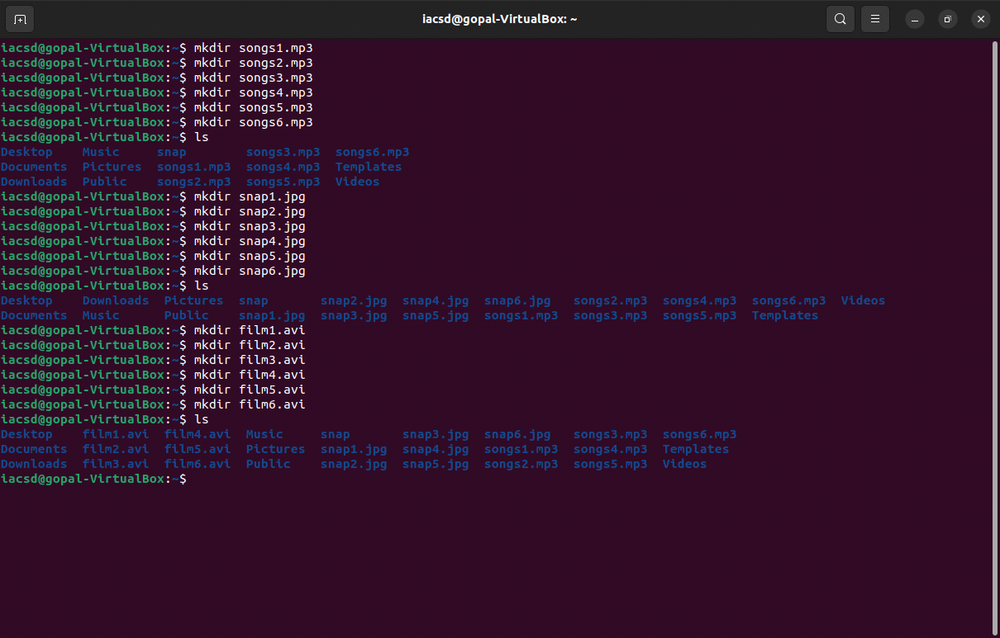 iacsd@gopal-VirtualBox: ~
iacsd@gopal-VirtualBox:~$ mkdir songs1.mp3
iacsd@gopal-VirtualBox:~$ mkdir songs2.mp3
iacsd@gopal-VirtualBox:~$ mkdir songs3.mp3
iacsd@gopal-VirtualBox:~$ mkdir songs4.mp3
iacsd@gopal-VirtualBox:~$ mkdir songs5.mp3
iacsd@gopal-VirtualBox:~$ mkdir songs6.mp3
iacsd@gopal-VirtualBox:~$ ls
Desktop    Music     snap        songs3.mp3  songs6.mp3
Documents  Pictures  songs1.mp3  songs4.mp3  Templates
Downloads  Public    songs2.mp3  songs5.mp3  Videos
iacsd@gopal-VirtualBox:~$ mkdir snap1.jpg
iacsd@gopal-VirtualBox:~$ mkdir snap2.jpg
iacsd@gopal-VirtualBox:~$ mkdir snap3.jpg
iacsd@gopal-VirtualBox:~$ mkdir snap4.jpg
iacsd@gopal-VirtualBox:~$ mkdir snap5.jpg
iacsd@gopal-VirtualBox:~$ mkdir snap6.jpg
iacsd@gopal-VirtualBox:~$ ls
Desktop    Downloads  Pictures  snap       snap2.jpg  snap4.jpg  snap6.jpg   songs2.mp3  songs4.mp3  songs6.mp3  Videos
Documents  Music      Public    snap1.jpg  snap3.jpg  snap5.jpg  songs1.mp3  songs3.mp3  songs5.mp3  Templates
iacsd@gopal-VirtualBox:~$ mkdir film1.avi
iacsd@gopal-VirtualBox:~$ mkdir film2.avi
iacsd@gopal-VirtualBox:~$ mkdir film3.avi
iacsd@gopal-VirtualBox:~$ mkdir film4.avi
iacsd@gopal-VirtualBox:~$ mkdir film5.avi
iacsd@gopal-VirtualBox:~$ mkdir film6.avi
iacsd@gopal-VirtualBox:~$ ls
Desktop    film1.avi  film4.avi  Music     snap       snap3.jpg  snap6.jpg   songs3.mp3  songs6.mp3
Documents  film2.avi  film5.avi  Pictures  snap1.jpg  snap4.jpg  songs1.mp3  songs4.mp3  Templates
Downloads  film3.avi  film6.avi  Public    snap2.jpg  snap5.jpg  songs2.mp3  songs5.mp3  Videos
iacsd@gopal-VirtualBox:~$